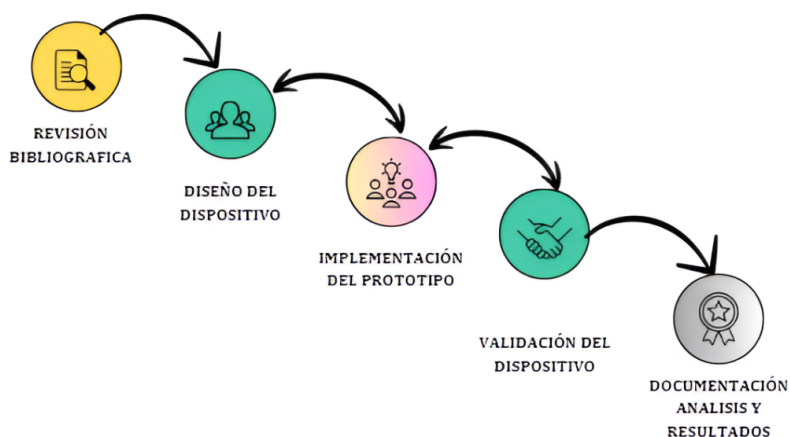 REVISIÓN
BIBLIOGRAFICA
DISEÑO DEL
DISPOSITIVO
IMPLEMENTACIÓN
DEL PROTOTIPO
VALIDACIÓN DEL
DISPOSITIVO
DOCUMENTACIÓN
ANALISIS Y
RESULTADOS